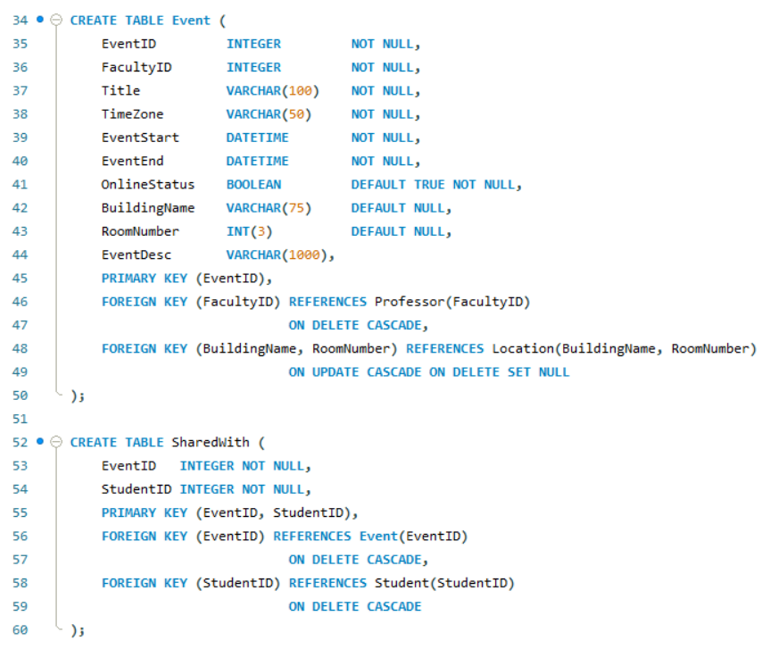 34 CREATE TABLE Event (
35 EventID INTEGER NOT NULL,
36 FacultyID INTEGER NOT NULL,
37 Title VARCHAR(100) NOT NULL,
38 TimeZone VARCHAR(50) NOT NULL,
39 EventStart DATETIME NOT NULL,
40 EventEnd DATETIME NOT NULL,
41 OnlineStatus BOOLEAN DEFAULT TRUE NOT NULL,
42 BuildingName VARCHAR(75) DEFAULT NULL,
43 RoomNumber INT(3) DEFAULT NULL,
44 EventDesc VARCHAR(1000),
45 PRIMARY KEY (EventID),
46 FOREIGN KEY (FacultyID) REFERENCES Professor(FacultyID)
47 ON DELETE CASCADE,
48 FOREIGN KEY (BuildingName, RoomNumber) REFERENCES Location(BuildingName, RoomNumber)
49 ON UPDATE CASCADE ON DELETE SET NULL
50 );
51
52 CREATE TABLE SharedWith (
53 EventID INTEGER NOT NULL,
54 StudentID INTEGER NOT NULL,
55 PRIMARY KEY (EventID, StudentID),
56 FOREIGN KEY (EventID) REFERENCES Event(EventID)
57 ON DELETE CASCADE,
58 FOREIGN KEY (StudentID) REFERENCES Student(StudentID)
59 ON DELETE CASCADE
60 );